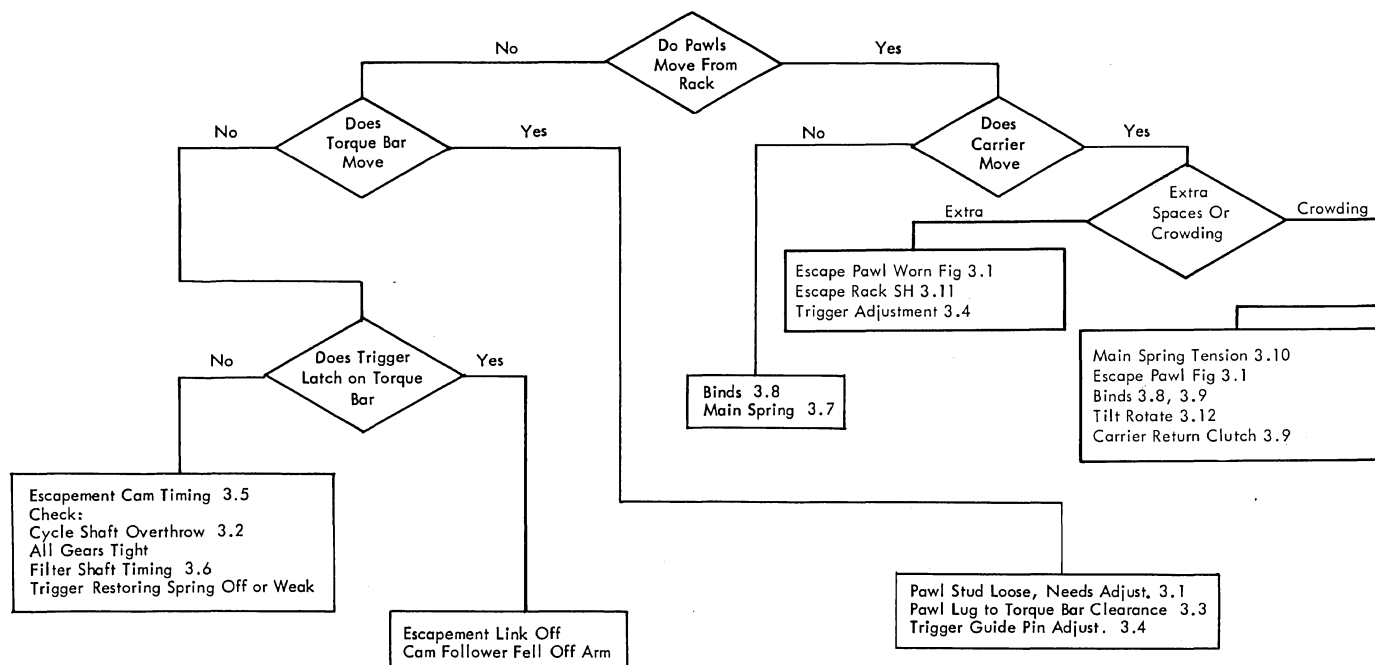 No
Do Pawls
Move From
Rack
Yes
No
Does
Torque Bar
Move
Yes
No
Does
Carrier
Move
Yes
Extra
Extra
Spaces Or
Crowding
Crowding
Escape Pawl Worn Fig 3.1
Escape Rack SH 3.11
Trigger Adjustment 3.4
No
Does Trigger
Latch on Torque
Bar
Yes
Binds 3.8
Main Spring 3.7
Main Spring Tension 3.10
Escape Pawl Fig 3.1
Binds 3.8, 3.9
Tilt Rotate 3.12
Carrier Return Clutch 3.9
Escapement Cam Timing 3.5
Check:
Cycle Shaft Overthrow 3.2
All Gears Tight
Filter Shaft Timing 3.6
Trigger Restoring Spring Off or Weak
Escapement Link Off
Cam Follower Fell Off Arm
Pawl Stud Loose, Needs Adjust. 3.1
Pawl Lug to Torque Bar Clearance 3.3
Trigger Guide Pin Adjust. 3.4